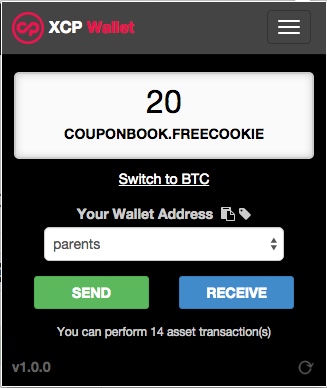 XCP Wallet
20
COUPONBOOK.FREECOOKIE
Switch to BTC
Your Wallet Address
parents
SEND
RECEIVE
You can perform 14 asset transaction(s)
v1.0.0